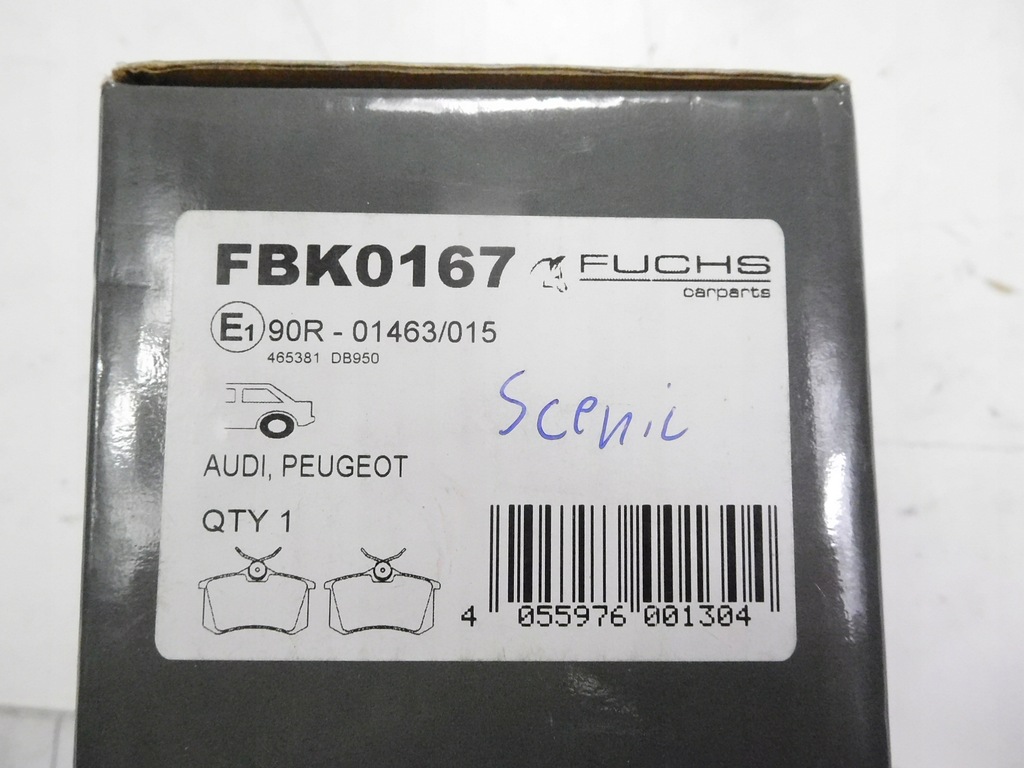 FBK0167 FUCHS
carparts
E1 90R - 01463/015
465381 DB950
Scenic
AUDI, PEUGEOT
QTY 1
4 055976 001304